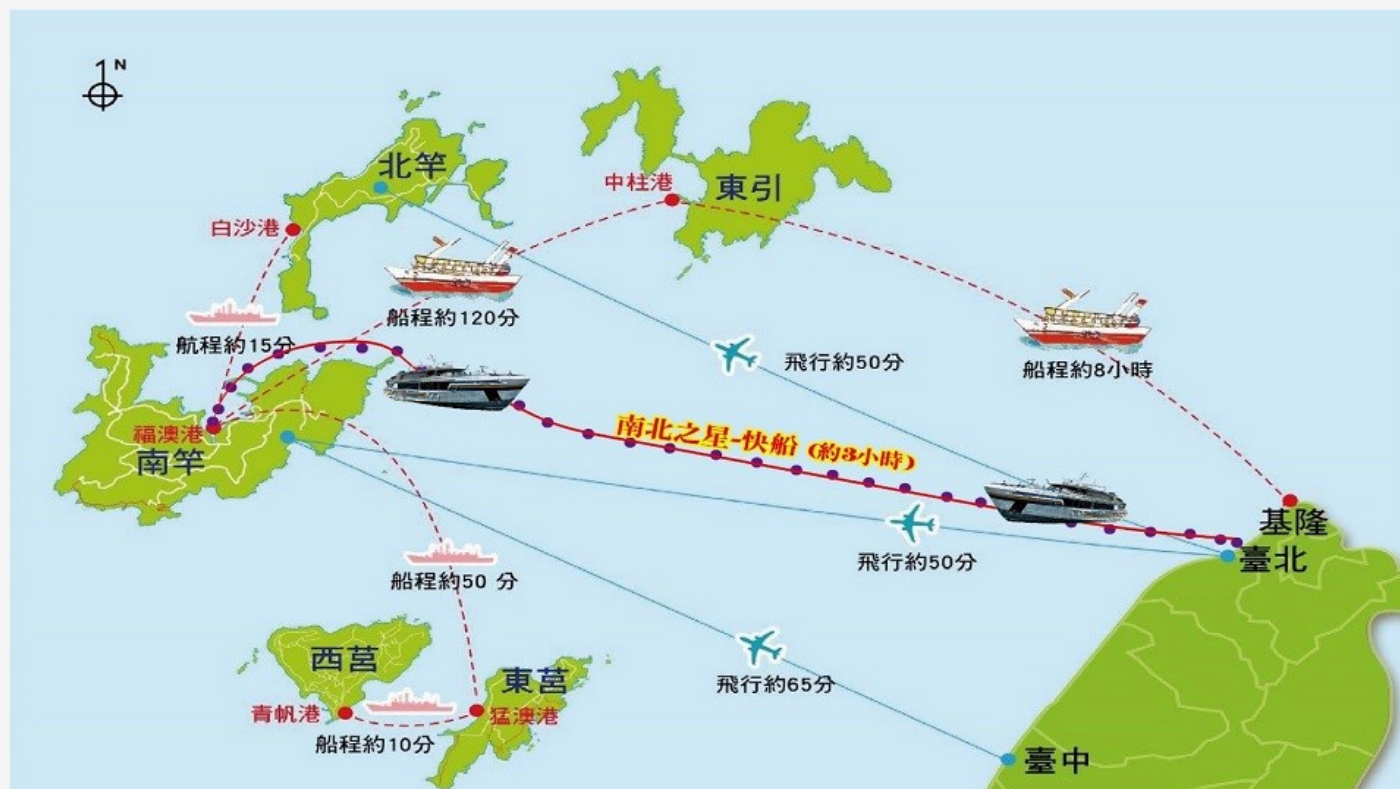 N
北竿
中柱港
東引
白沙港
船程約120分
航程約15分
飛行約50分
船程約8小時
福澳港
南竿
南北之星-快船 (約3小時)
基隆
臺北
飛行約50分
船程約50 分
西莒
東莒
飛行約65分
青帆港
猛澳港
船程約10分
臺中